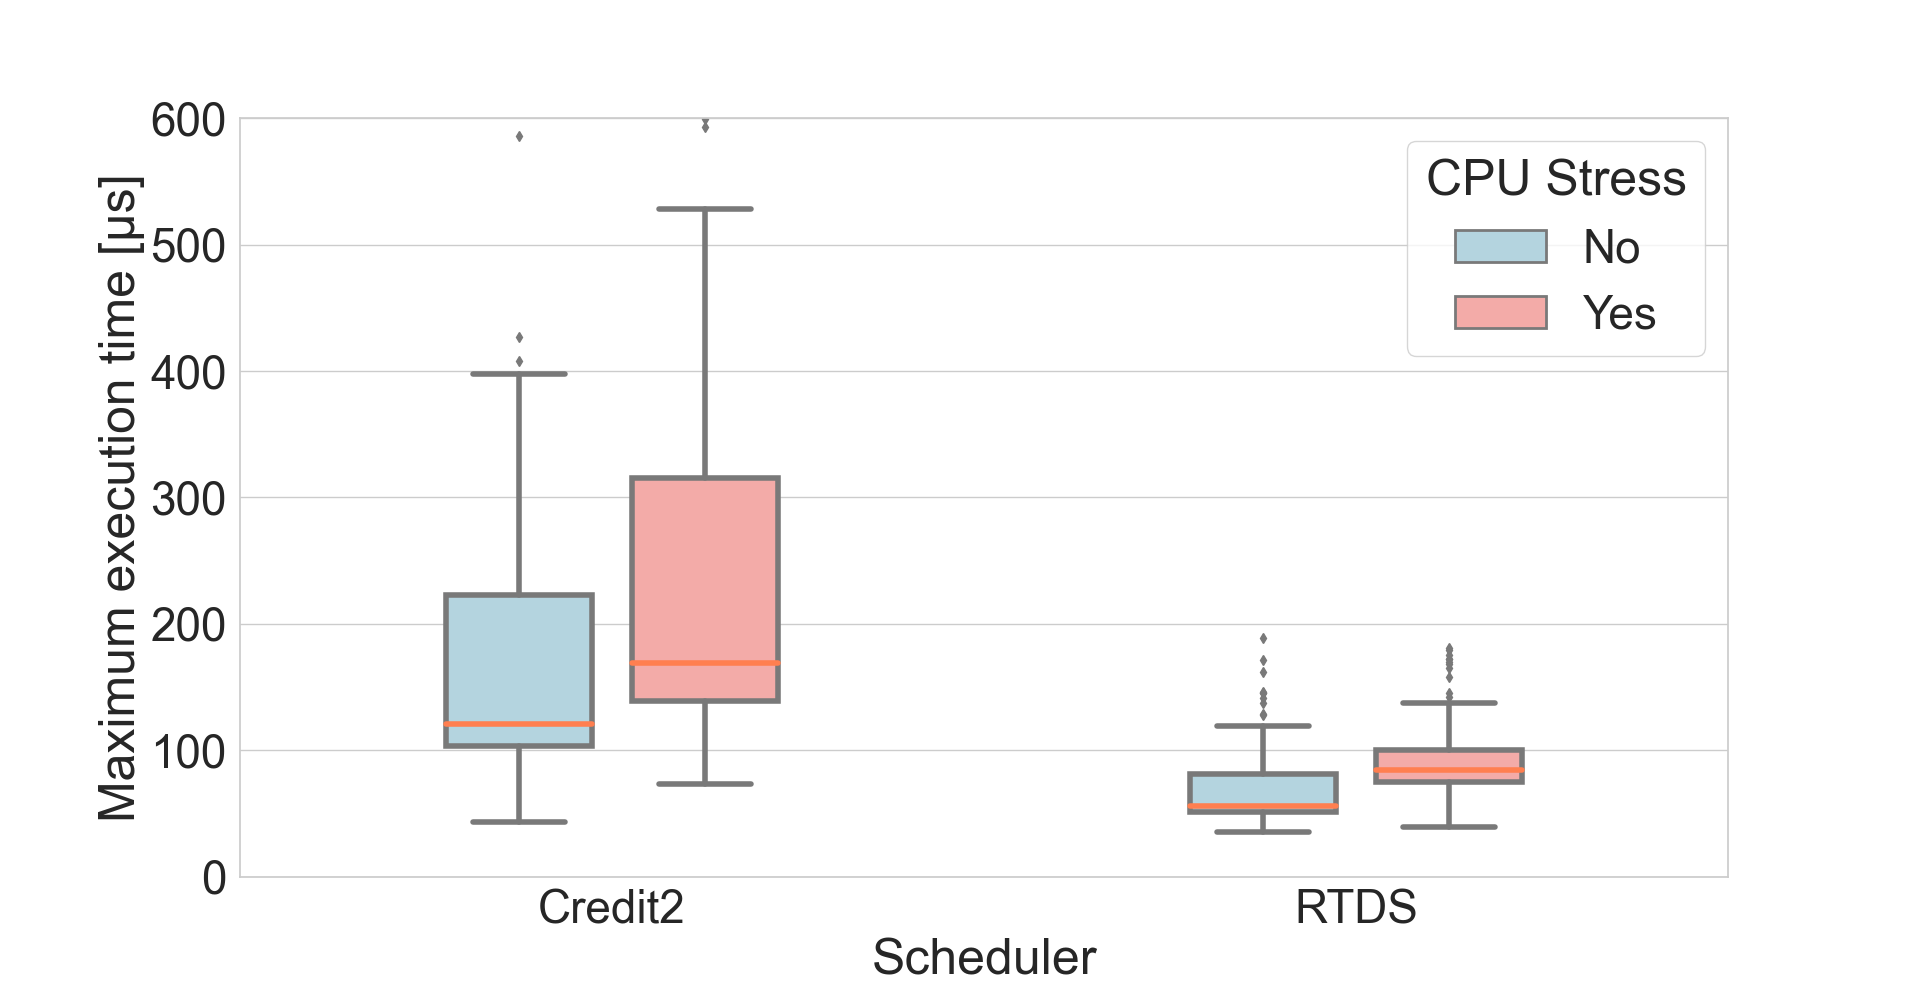 Maximum execution time [µs]
600
500
400
300
200
100
0
CPU Stress
No
Yes
Credit2
RTDS
Scheduler